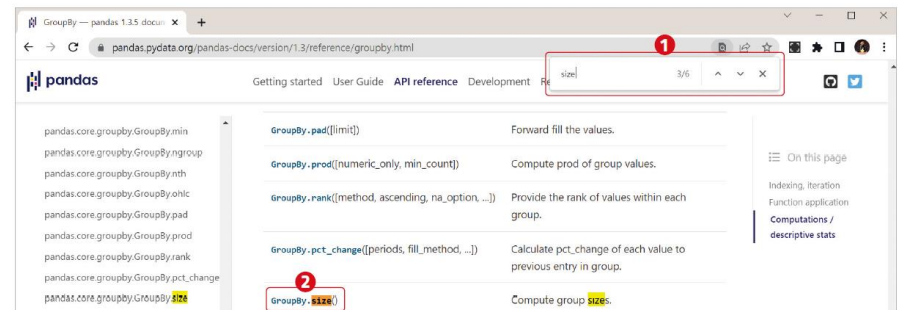 GroupBy — pandas 1.3.5 docum
pandas.pydata.org/pandas-docs/version/1.3/reference/groupby.html
1
size
3/6
pandas
Getting started User Guide API reference Development Re
pandas.core.groupby.GroupBy.min
pandas.core.groupby.GroupBy.ngroup
pandas.core.groupby.GroupBy.nth
pandas.core.groupby.GroupBy.ohlc
pandas.core.groupby.GroupBy.pad
pandas.core.groupby.GroupBy.prod
pandas.core.groupby.GroupBy.rank
pandas.core.groupby.GroupBy.pct_change
pandas.core.groupby.GroupBy.size
GroupBy.pad([limit]) Forward fill the values.
GroupBy.prod([numeric_only, min_count]) Compute prod of group values.
GroupBy.rank([method, ascending, na_option, ...]) Provide the rank of values within each
group.
GroupBy.pct_change([periods, fill_method, ...]) Calculate pct_change of each value to
previous entry in group.
2
GroupBy.size() Compute group sizes.
On this page
Indexing, iteration
Function application
Computations /
descriptive stats